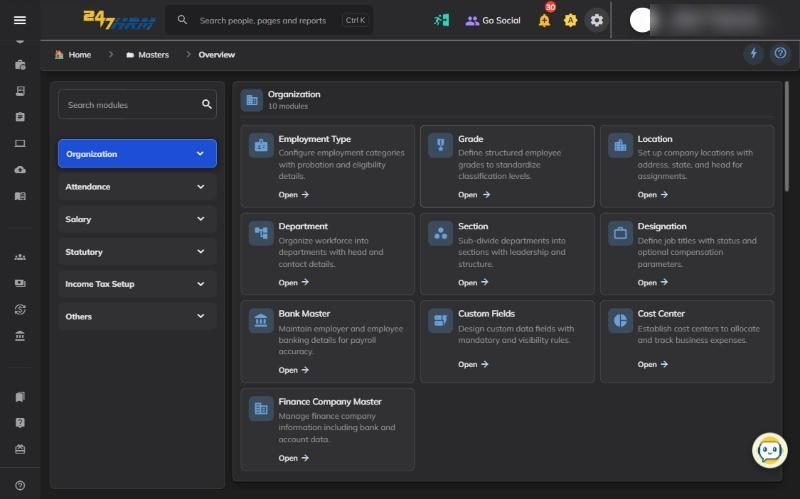 247HRM
Search people, pages and reports
Ctrl K
Go Social
30
A
Home > Masters > Overview
Search modules
Organization
Attendance
Salary
Statutory
Income Tax Setup
Others
Organization
10 modules
Employment Type
Configure employment categories
with probation and eligibility
details.
Open →
Grade
Define structured employee
grades to standardize
classification levels.
Open →
Location
Set up company locations with
address, state, and head for
assignments.
Open →
Department
Organize workforce into
departments with head and
contact details.
Open →
Section
Sub-divide departments into
sections with leadership and
structure.
Open →
Designation
Define job titles with status and
optional compensation
parameters.
Open →
Bank Master
Maintain employer and employee
banking details for payroll
accuracy.
Open →
Custom Fields
Design custom data fields with
mandatory and visibility rules.
Open →
Cost Center
Establish cost centers to allocate
and track business expenses.
Open →
Finance Company Master
Manage finance company
information including bank and
account data.
Open →